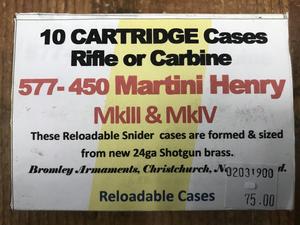 10 CARTRIDGE Cases
Rifle or Carbine
577-450 Martini Henry
MkIII & MkIV
These Reloadable Snider cases are formed & sized
from new 24ga Shotgun brass.
Bromley Armaments, Christchurch,
02031900
Reloadable Cases
75.00